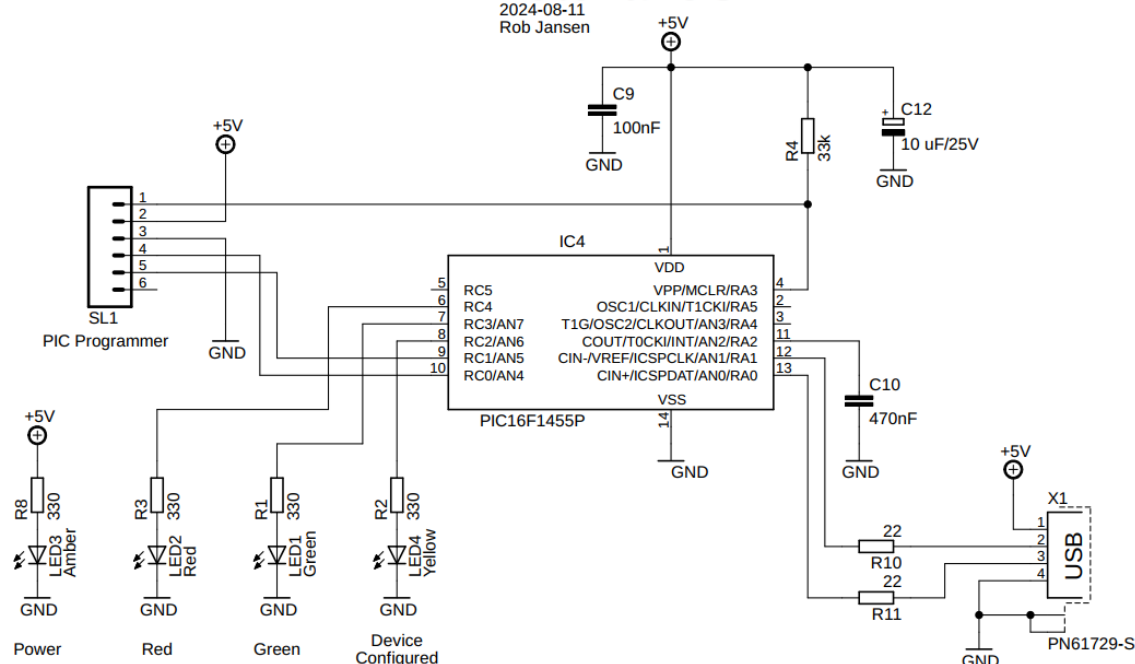 2024-08-11
Rob Jansen
+5V
C9
100nF
GND
R4
33k
+
C12
10 uF/25V
GND
+5V
1
2
3
4
5
6
SL1
PIC Programmer
GND
IC4
1
VDD
5
RC5
VPP/MCLR/RA3
4
6
RC4
OSC1/CLKIN/T1CKI/RA5
2
7
RC3/AN7
T1G/OSC2/CLKOUT/AN3/RA4
3
8
RC2/AN6
COUT/T0CKI/INT/AN2/RA2
11
9
RC1/AN5
CIN-/VREF/ICSPCLK/AN1/RA1
12
10
RC0/AN4
CIN+/ICSPDAT/AN0/RA0
13
VSS
14
PIC16F1455P
GND
C10
470nF
GND
+5V
R8
330
LED3
Amber
GND
Power
R3
330
LED2
Red
GND
Red
R1
330
LED1
Green
GND
Green
R2
330
LED4
Yellow
GND
Device
Configured
22
R10
22
R11
+5V
X1
1
2
3
4
USB
PN61729-S
GND